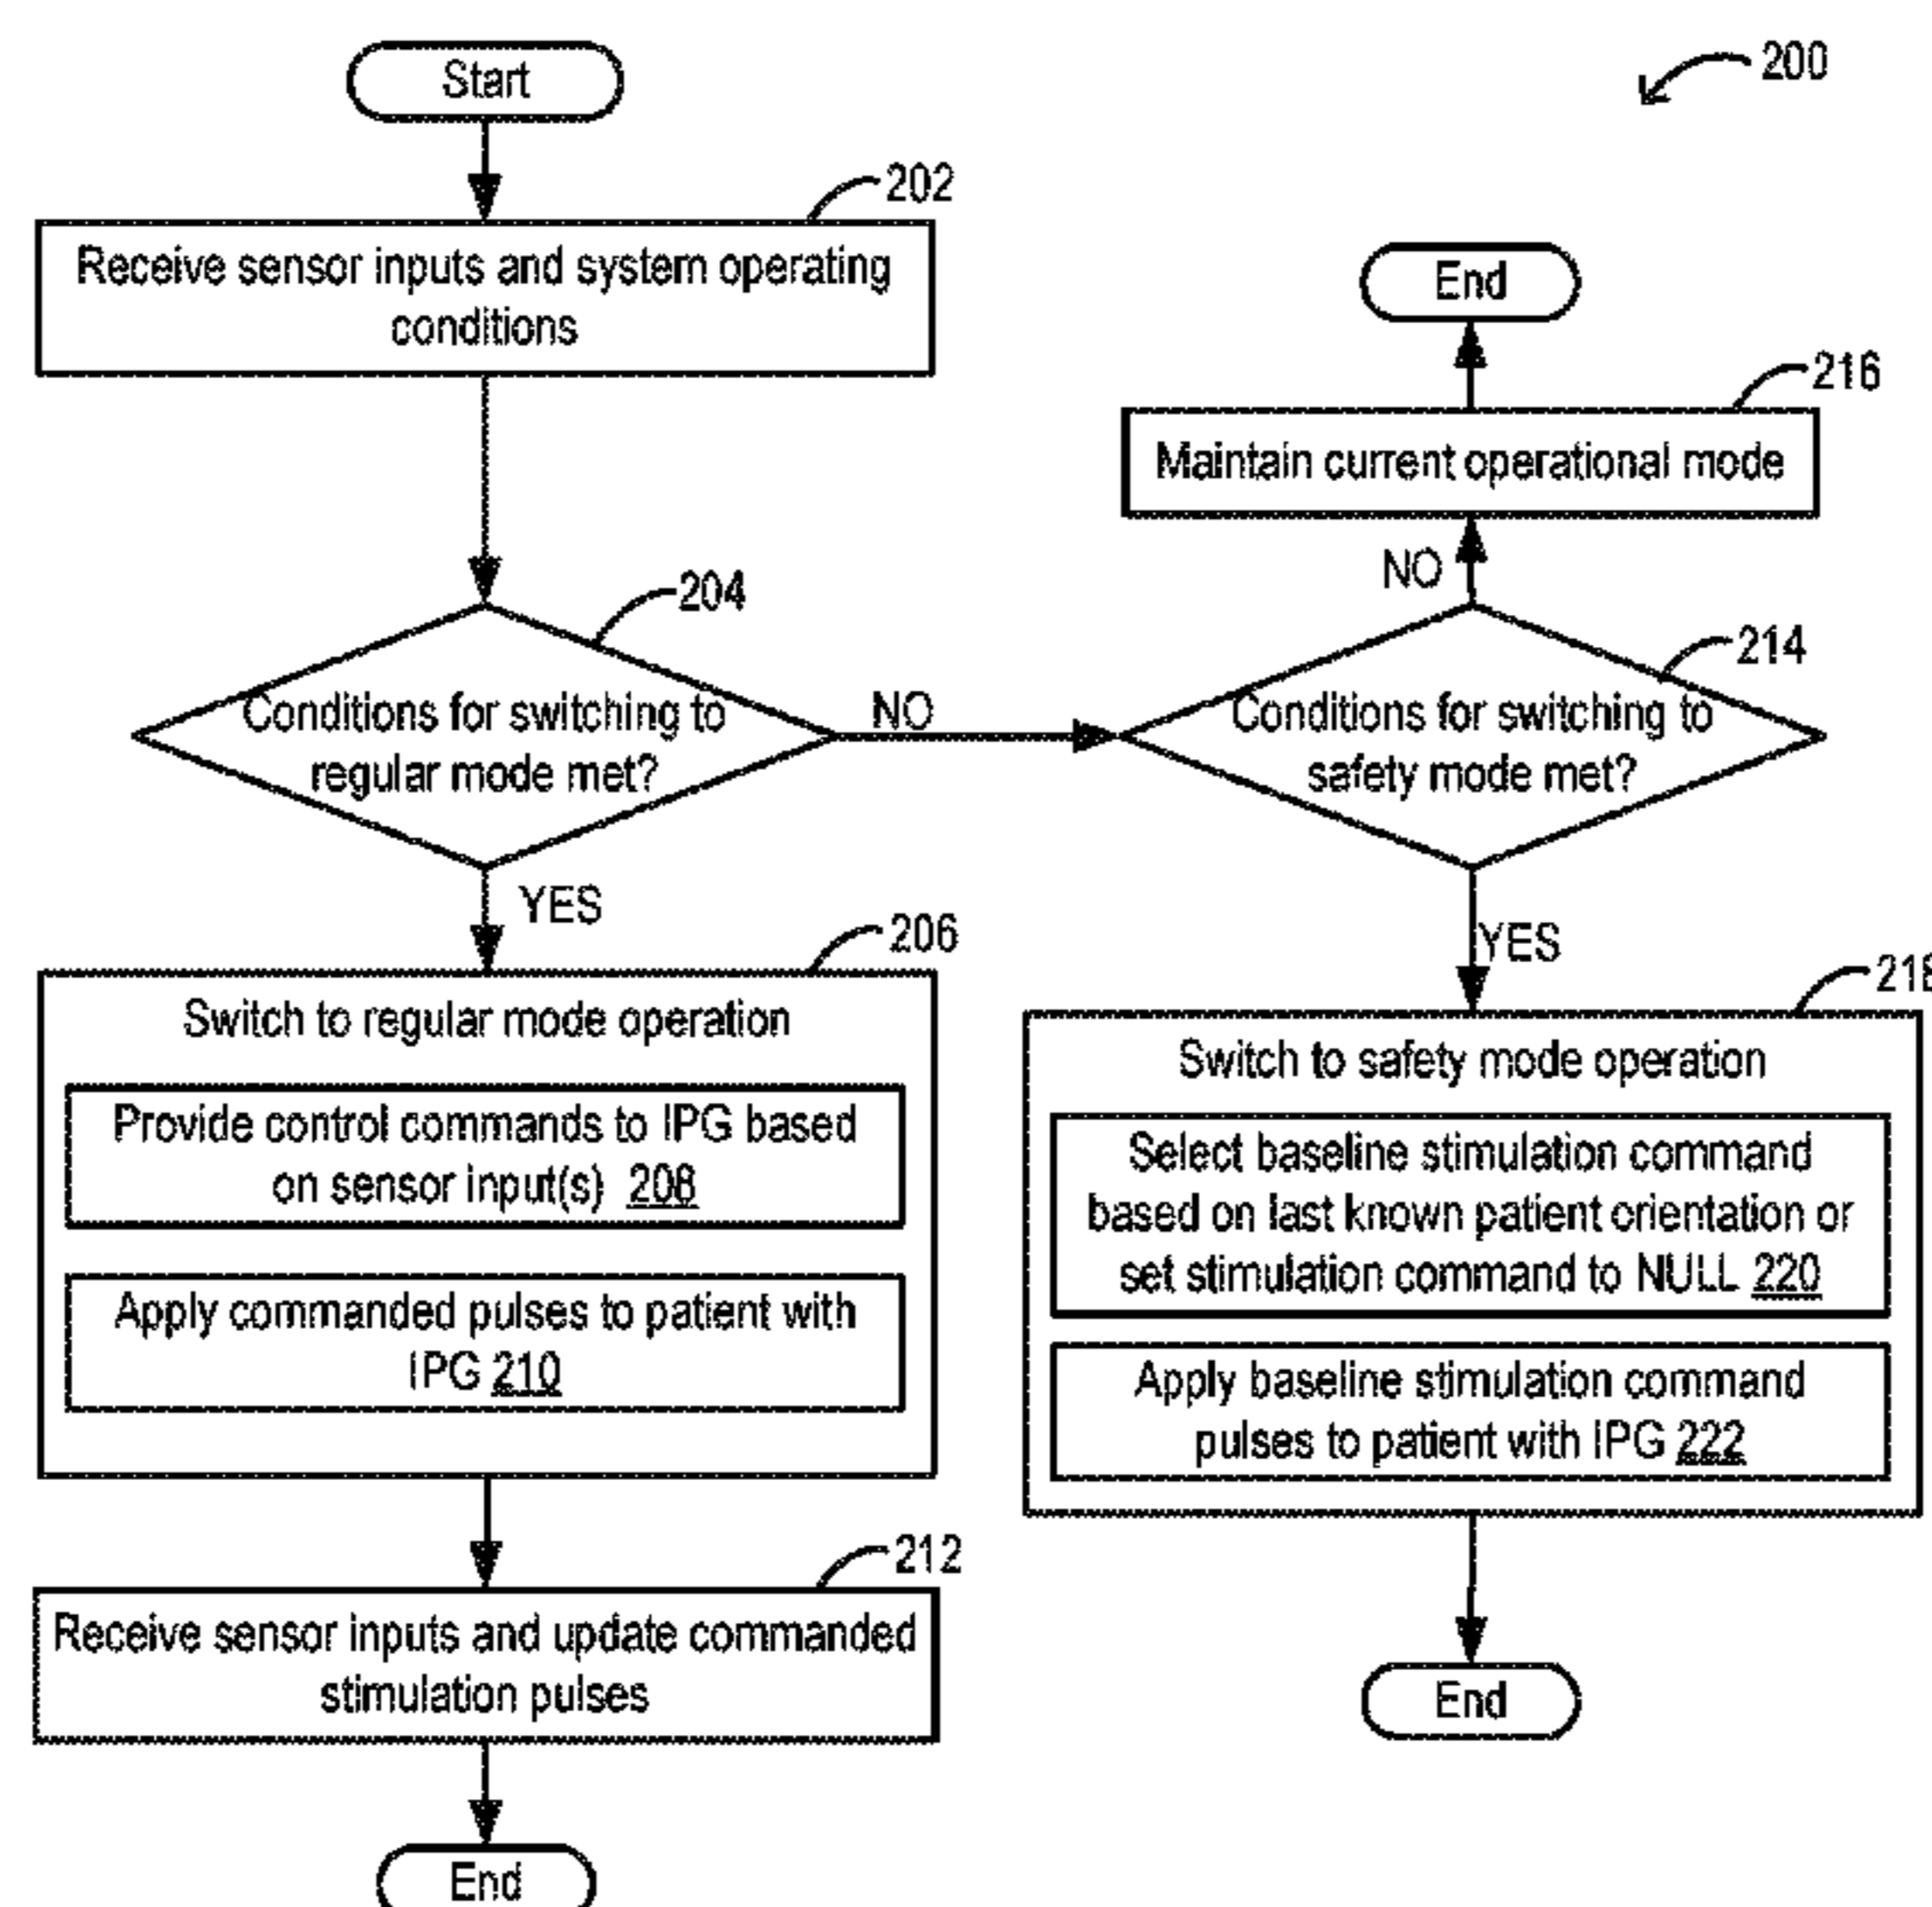 Start
200
202
Receive sensor inputs and system operating
conditions
End
216
Maintain current operational mode
NO
204
Conditions for switching to
regular mode met?
NO
214
Conditions for switching to
safety mode met?
YES
206
Switch to regular mode operation
Provide control commands to IPG based
on sensor input(s) 208
Apply commanded pulses to patient with
IPG 210
YES
218
Switch to safety mode operation
Select baseline stimulation command
based on last known patient orientation or
set stimulation command to NULL 220
Apply baseline stimulation command
pulses to patient with IPG 222
212
Receive sensor inputs and update commanded
stimulation pulses
End
End